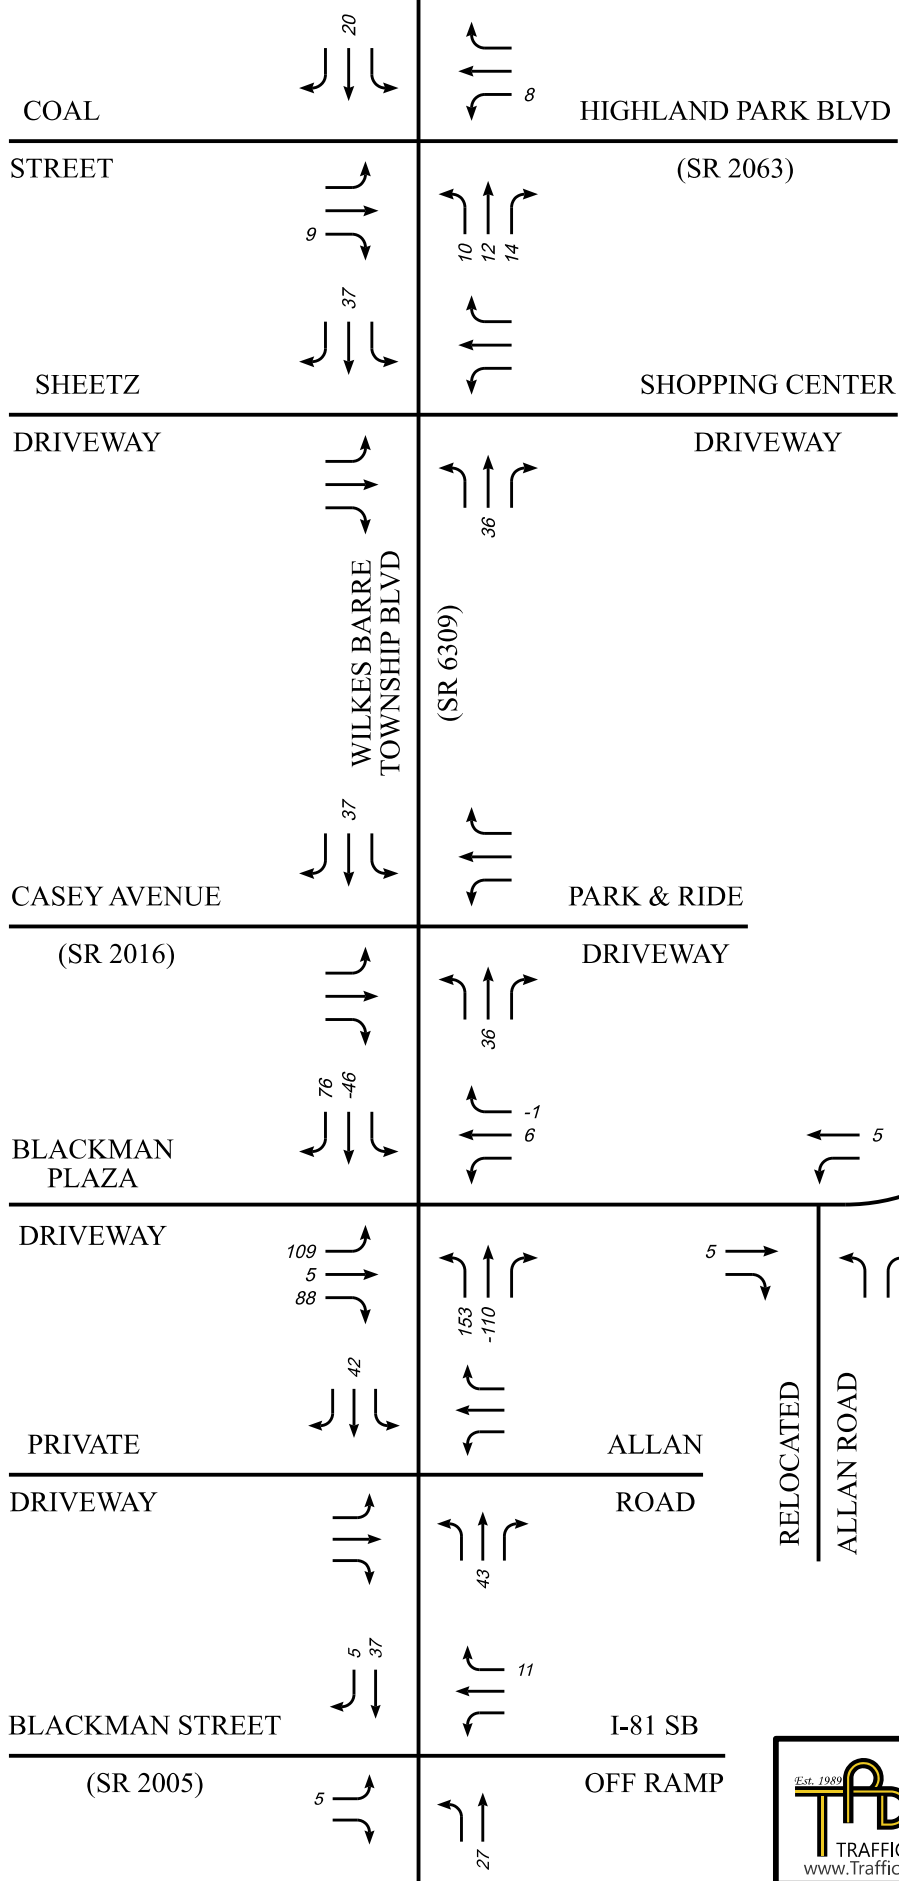 20
COAL
8
HIGHLAND PARK BLVD
STREET
(SR 2063)
9
10
12
14
37
SHEETZ
SHOPPING CENTER
DRIVEWAY
DRIVEWAY
36
WILKES BARRE
TOWNSHIP BLVD
(SR 6309)
37
CASEY AVENUE
PARK & RIDE
(SR 2016)
DRIVEWAY
36
76
-46
-1
6
5
BLACKMAN
PLAZA
DRIVEWAY
109
5
88
153
-110
5
42
RELOCATED
ALLAN ROAD
PRIVATE
ALLAN
DRIVEWAY
ROAD
43
5
37
11
BLACKMAN STREET
I-81 SB
(SR 2005)
OFF RAMP
5
27
Est. 1989
TPD
TRAFFIC
www.Traffic